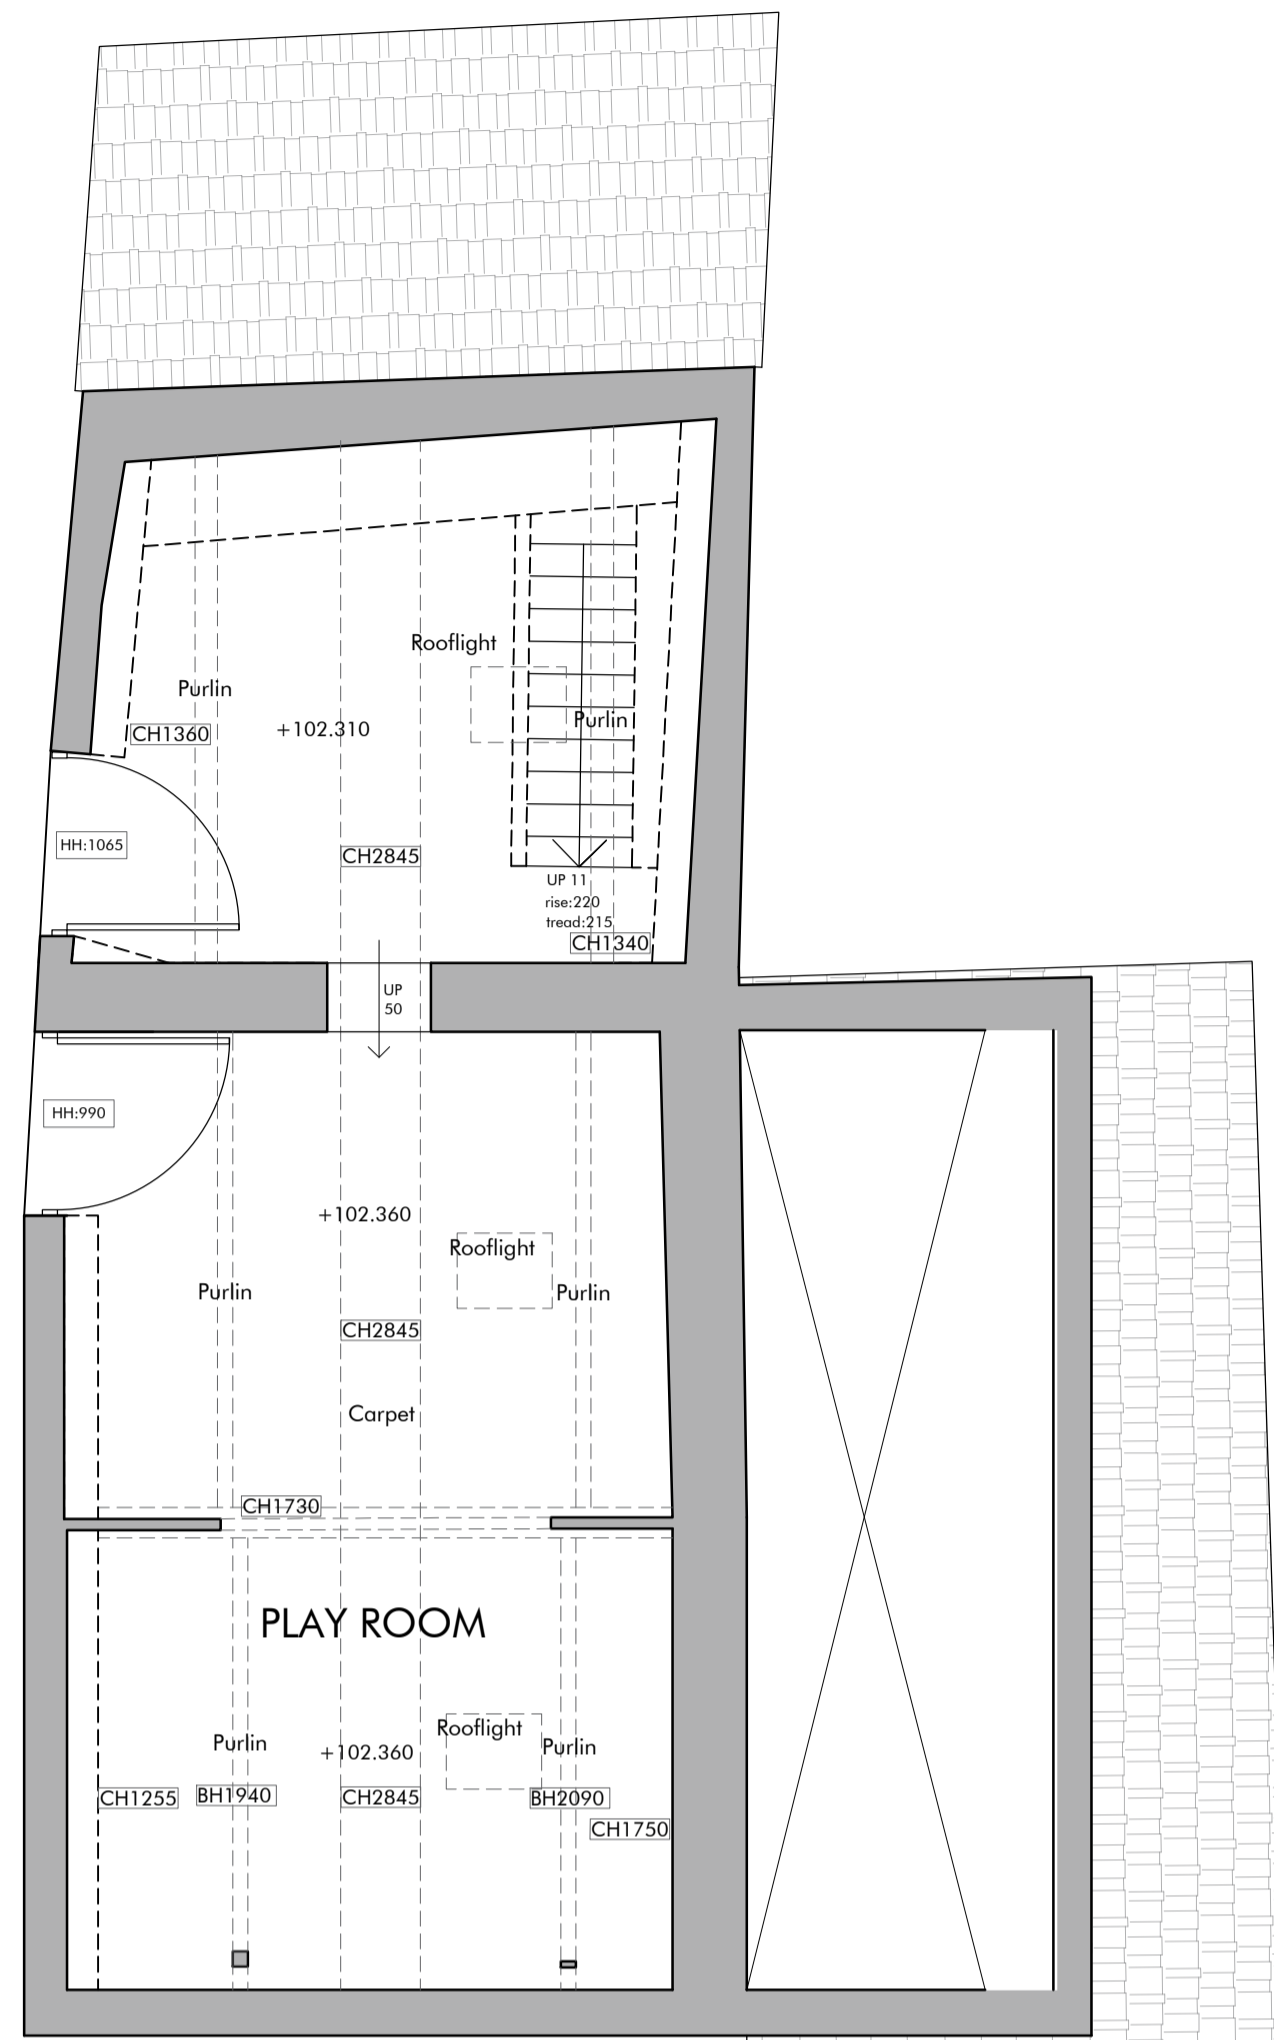 Rooflight
Purlin
Purlin
CH1360
+102.310
HH:1065
CH2845
UP 11
rise:220
tread:215
CH1340
UP
50
HH:990
+102.360
Rooflight
Purlin
Purlin
CH2845
Carpet
CH1730
PLAY ROOM
Rooflight
Purlin
Purlin
+102.360
CH1255
BH1940
CH2845
BH2090
CH1750